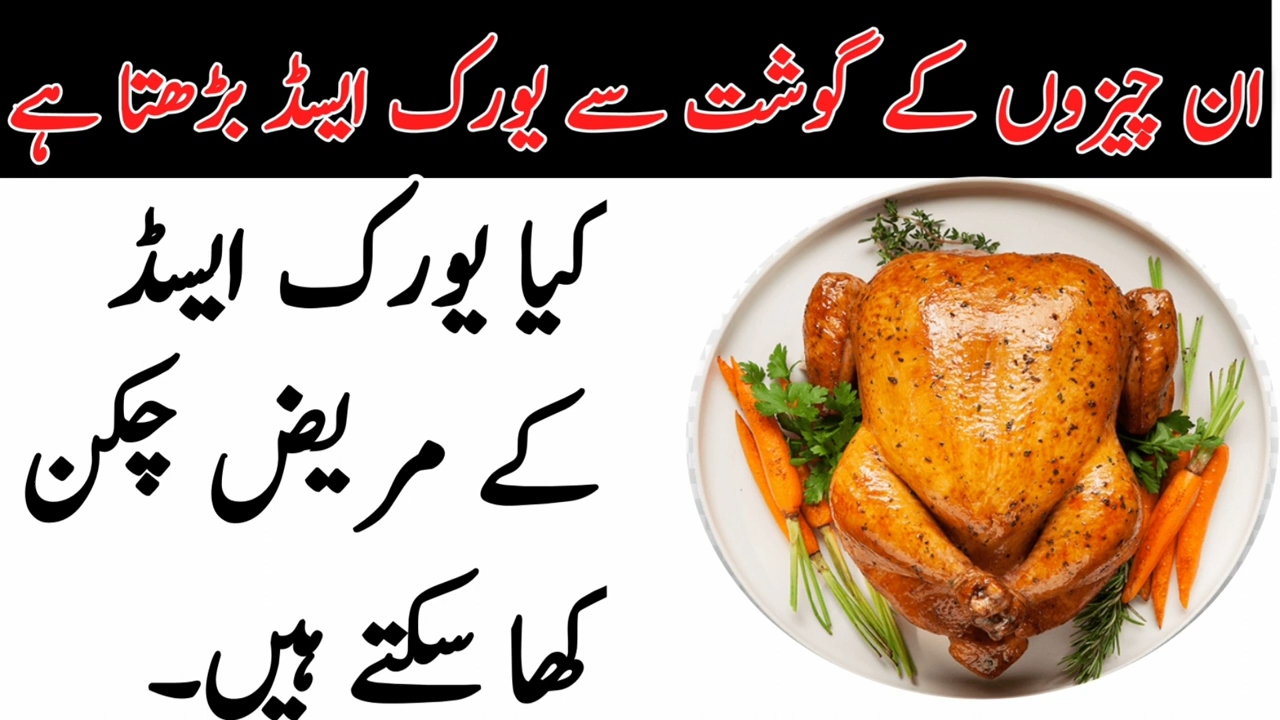 ان چیزوں کے گوشت سے یورک ایسڈ بڑھتا ہے
کیا یورک ایسڈ
کے مریض چکن
کھا سکتے ہیں۔